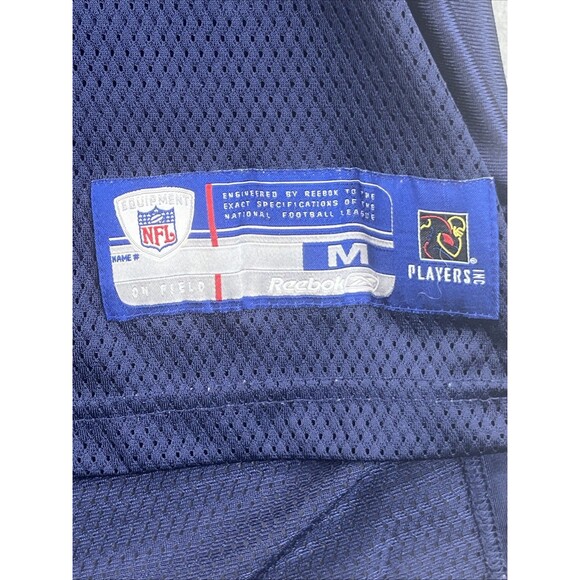 EQUIPMENT
NFL
ENGINEERED BY REEBOK TO THE
EXACT SPECIFICATIONS OF THE
NATIONAL FOOTBALL LEAGUE
NAME #
M
ON FIELD
Reebok
PLAYERS INC